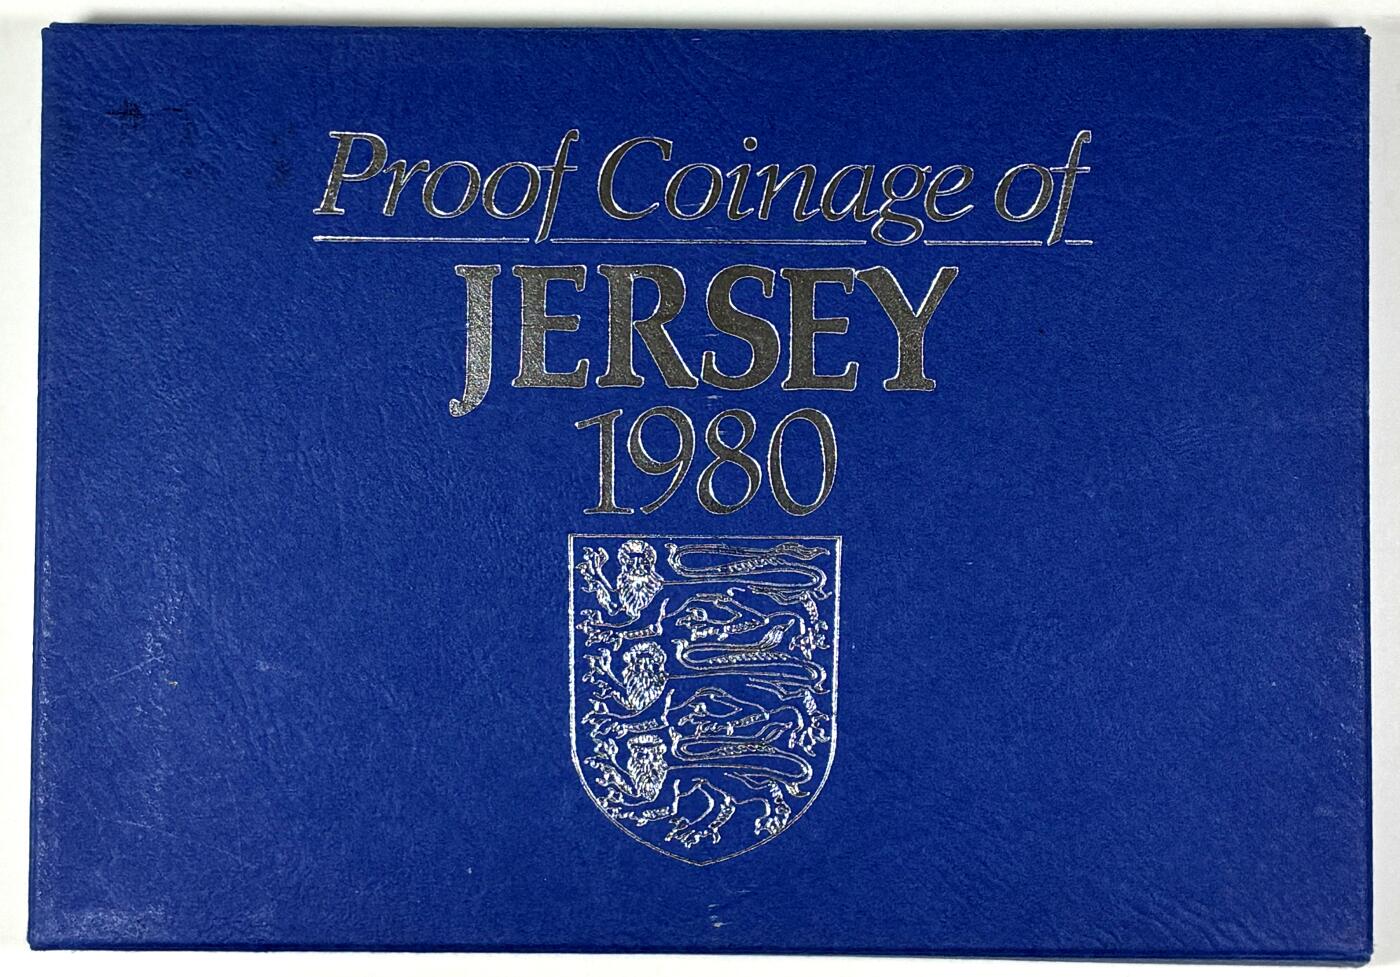 Proof Coinage of
JERSEY
1980